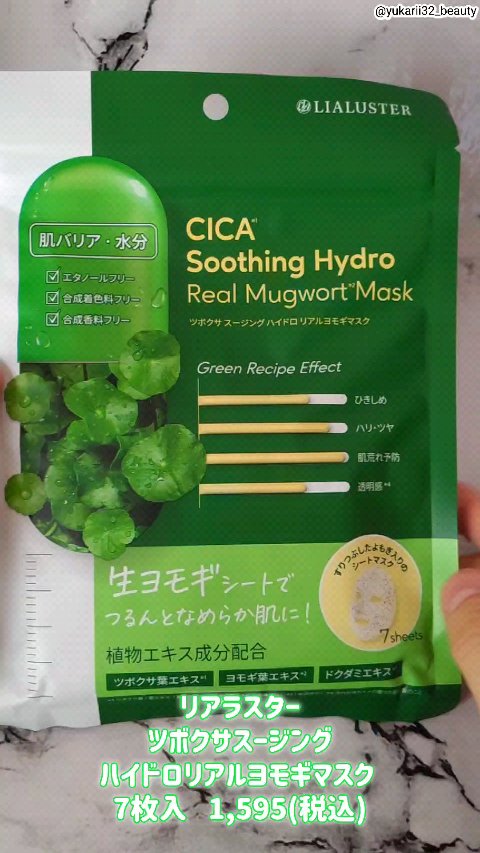 @yukarii32_beauty
LIALUSTER
肌バリア・水分
エタノールフリー
合成着色料フリー
合成香料フリー
CICA*¹
Soothing Hydro
Real Mugwort*²Mask
ツボクサ スージング ハイドロ リアルヨモギマスク
Green Recipe Effect
ひきしめ
ハリ・ツヤ
肌荒れ予防
透明感*⁴
すりつぶしたよもぎ入りの
シートマスク
7 sheets
生ヨモギシートで
つるんとなめらか肌に!
植物エキス成分配合
ツボクサ葉エキス*¹
ヨモギ葉エキス*²
ドクダミエキス*³
リアラスター
ツボクサスージング
ハイドロリアルヨモギマスク
7枚入 1,595(税込)